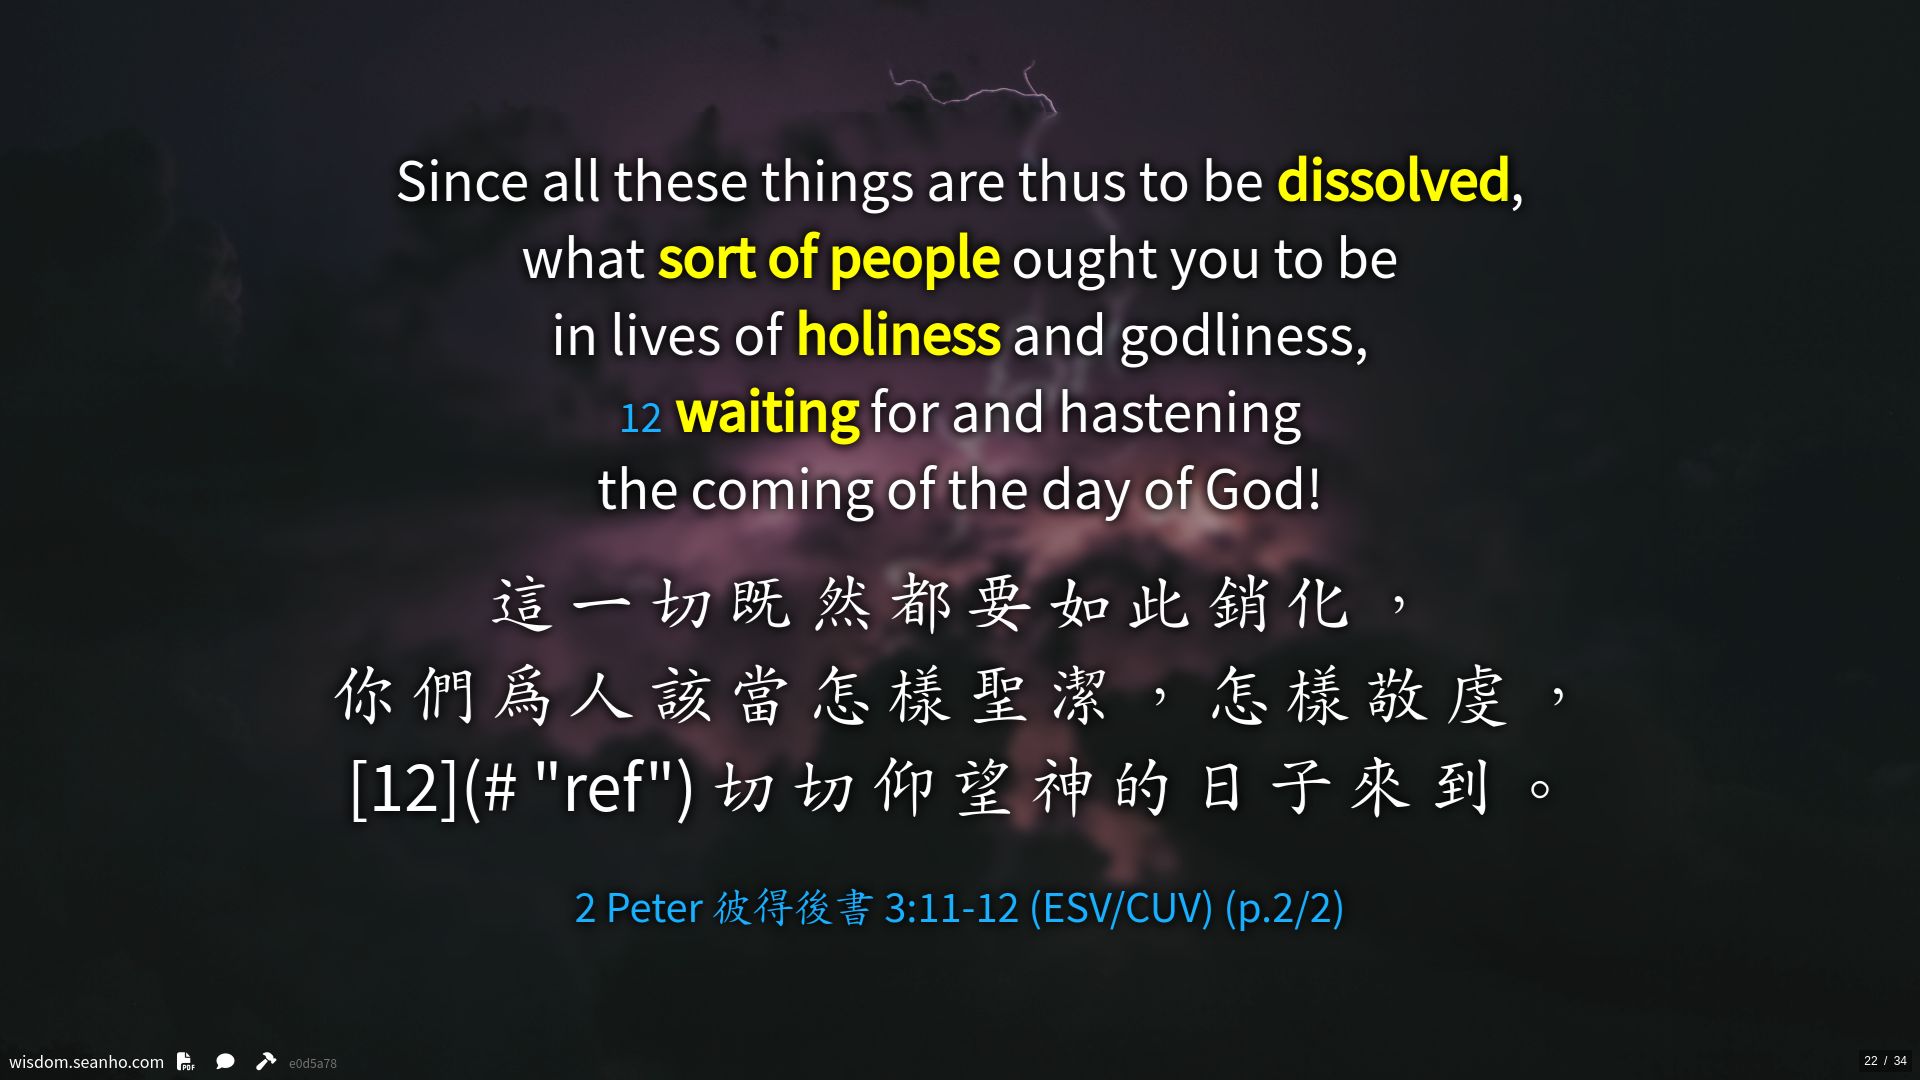 Since all these things are thus to be dissolved,
what sort of people ought you to be
in lives of holiness and godliness,
12 waiting for and hastening
the coming of the day of God!
這 一 切 既 然 都 要 如 此 銷 化 ，
你 們 爲 人 該 當 怎 樣 聖 潔 ， 怎 樣 敬 虔 ，
[12](# "ref") 切 切 仰 望 神 的 日 子 來 到 。
2 Peter 彼得後書 3:11-12 (ESV/CUV) (p.2/2)
wisdom.seanho.com PDF e0d5a78
22 / 34